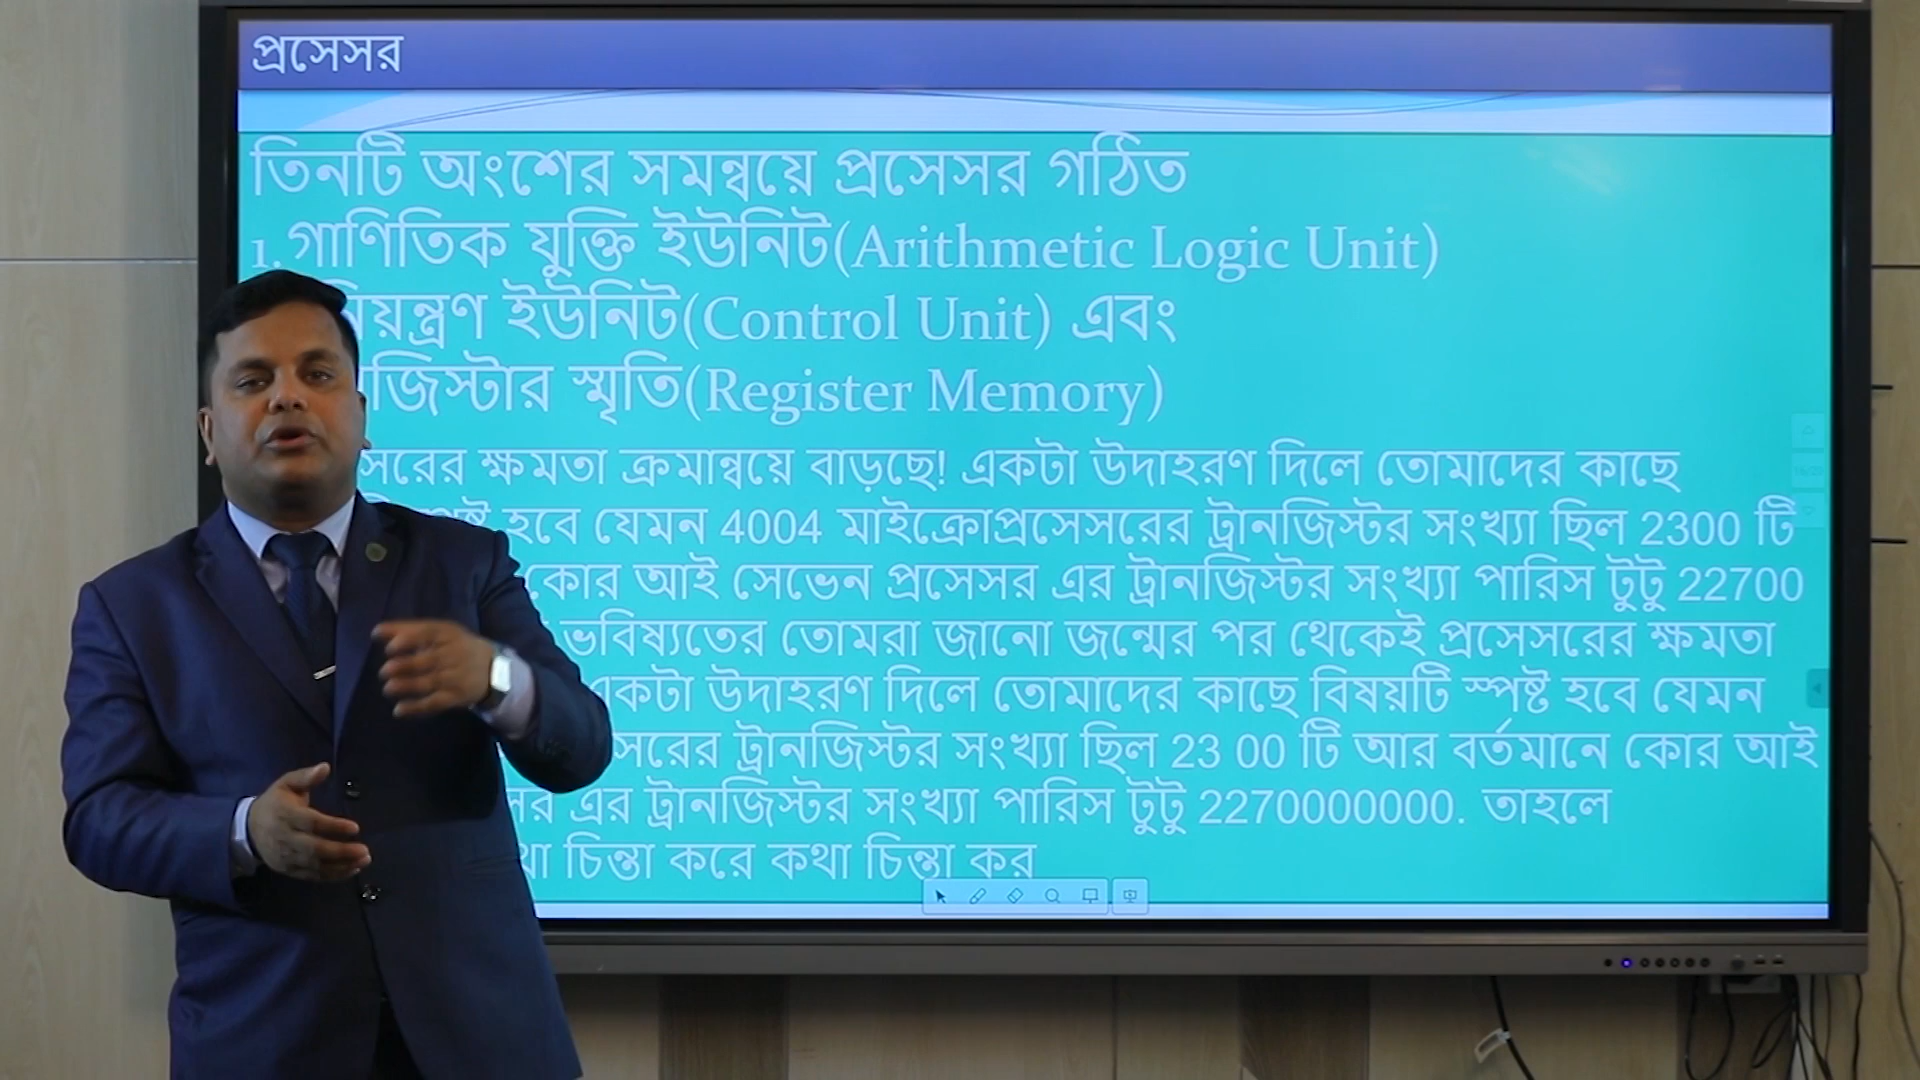 প্রসেসর
তিনটি অংশের সমন্বয়ে প্রসেসর গঠিত
1. গাণিতিক যুক্তি ইউনিট(Arithmetic Logic Unit)
ইউনিট(Control Unit) এবং
স্মৃতি(Register Memory)
ক্ষমতা ক্রমান্বয়ে বাড়ছে! একটা উদাহরণ দিলে তোমাদের কাছে
হবে যেমন 4004 মাইক্রোপ্রসেসরের ট্রানজিস্টর সংখ্যা ছিল 2300 টি
কোর আই সেভেন প্রসেসর এর ট্রানজিস্টর সংখ্যা পারিস টুটু 22700
ভবিষ্যতের তোমরা জানো জন্মের পর থেকেই প্রসেসরের ক্ষমতা
একটা উদাহরণ দিলে তোমাদের কাছে বিষয়টি স্পষ্ট হবে যেমন
ট্রানজিস্টর সংখ্যা ছিল 23 00 টি আর বর্তমানে কোর আই
এর ট্রানজিস্টর সংখ্যা পারিস টুটু 2270000000. তাহলে
চিন্তা করে কথা চিন্তা কর